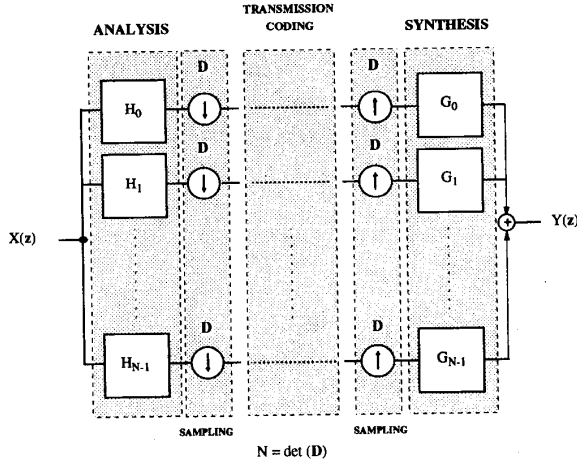 TRANSMISSION
CODING
ANALYSIS
SYNTHESIS
D
D
H0
G0
D
D
H1
G1
X(z)
+
Y(z)
D
D
HN-1
GN-1
SAMPLING
SAMPLING
N = det (D)